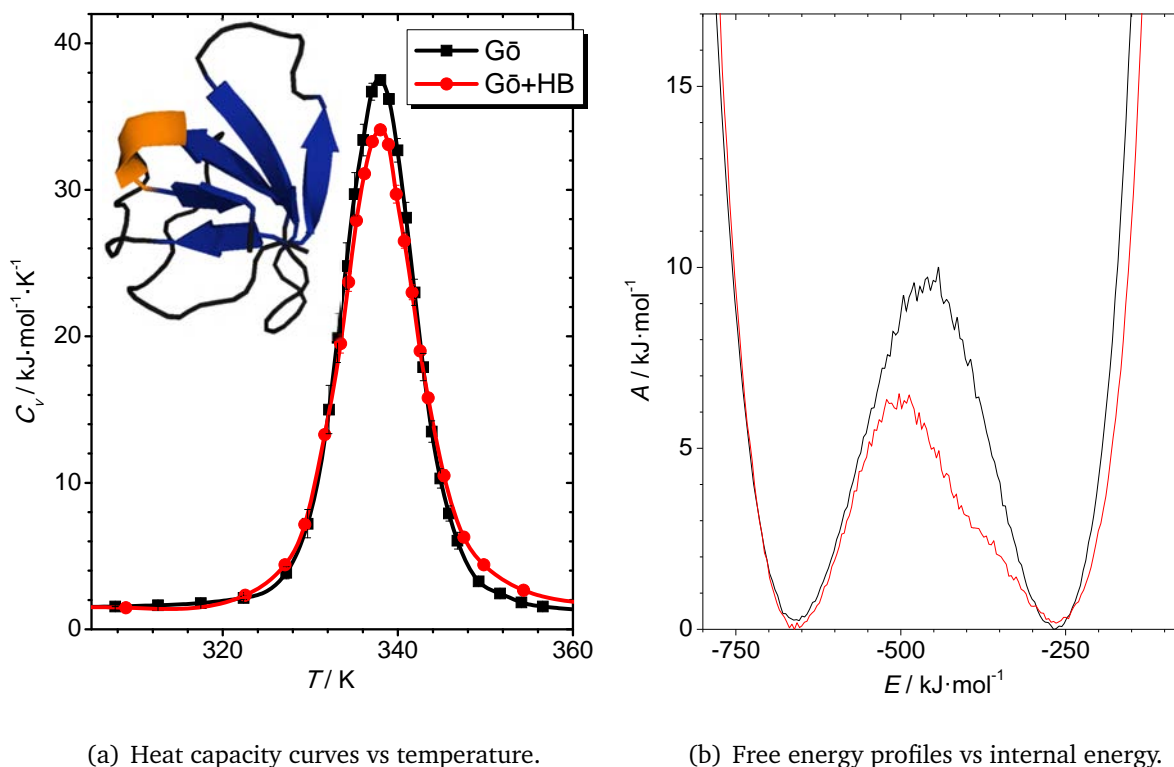 40
30
20
10
0
C_v / kJ·mol⁻¹·K⁻¹
Gō
Gō+HB
320
340
360
T / K
15
10
5
0
A / kJ·mol⁻¹
-750
-500
-250
E / kJ·mol⁻¹
(a) Heat capacity curves vs temperature.
(b) Free energy profiles vs internal energy.